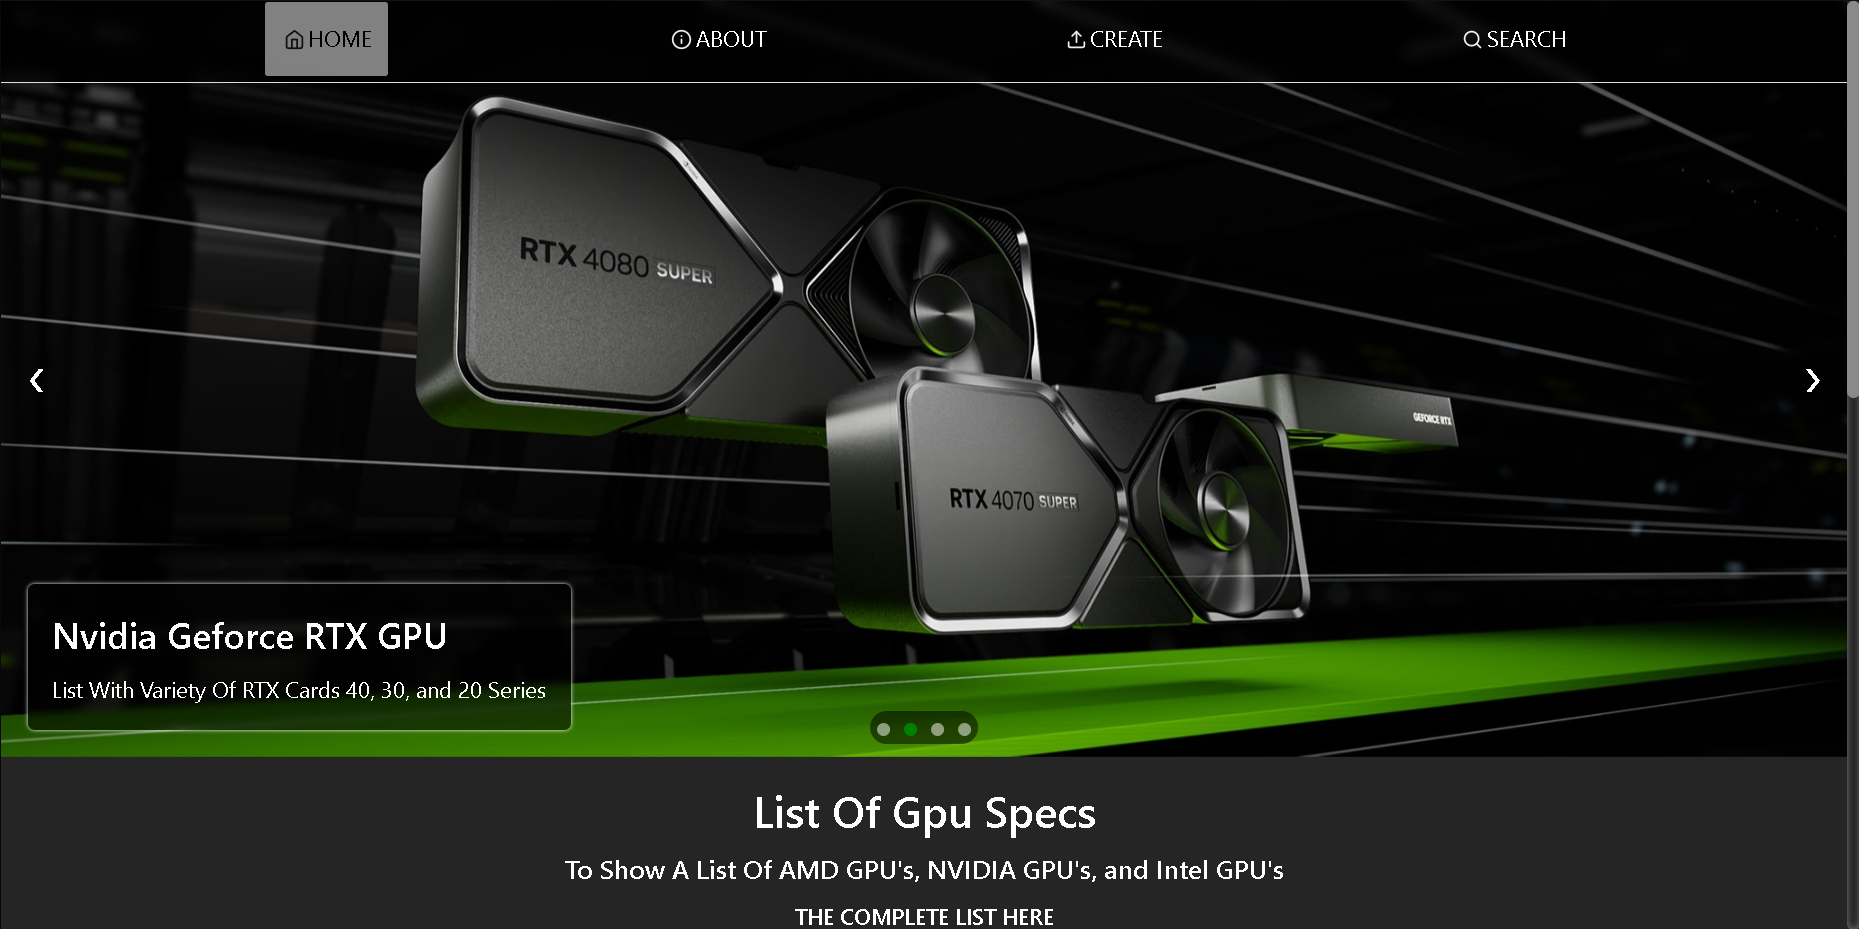 HOME
ABOUT
CREATE
SEARCH
RTX 4080 SUPER
GEFORCE RTX
RTX 4070 SUPER
Nvidia Geforce RTX GPU
List With Variety Of RTX Cards 40, 30, and 20 Series
List Of Gpu Specs
To Show A List Of AMD GPU's, NVIDIA GPU's, and Intel GPU's
THE COMPLETE LIST HERE